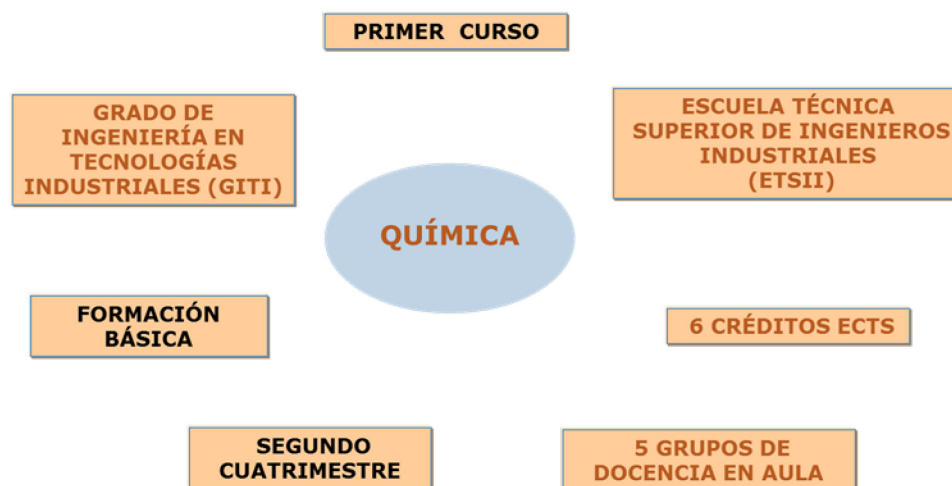 PRIMER CURSO
GRADO DE
INGENIERÍA EN
TECNOLOGÍAS
INDUSTRIALES (GITI)
ESCUELA TÉCNICA
SUPERIOR DE INGENIEROS
INDUSTRIALES
(ETSII)
QUÍMICA
FORMACIÓN
BÁSICA
6 CRÉDITOS ECTS
SEGUNDO
CUATRIMESTRE
5 GRUPOS DE
DOCENCIA EN AULA